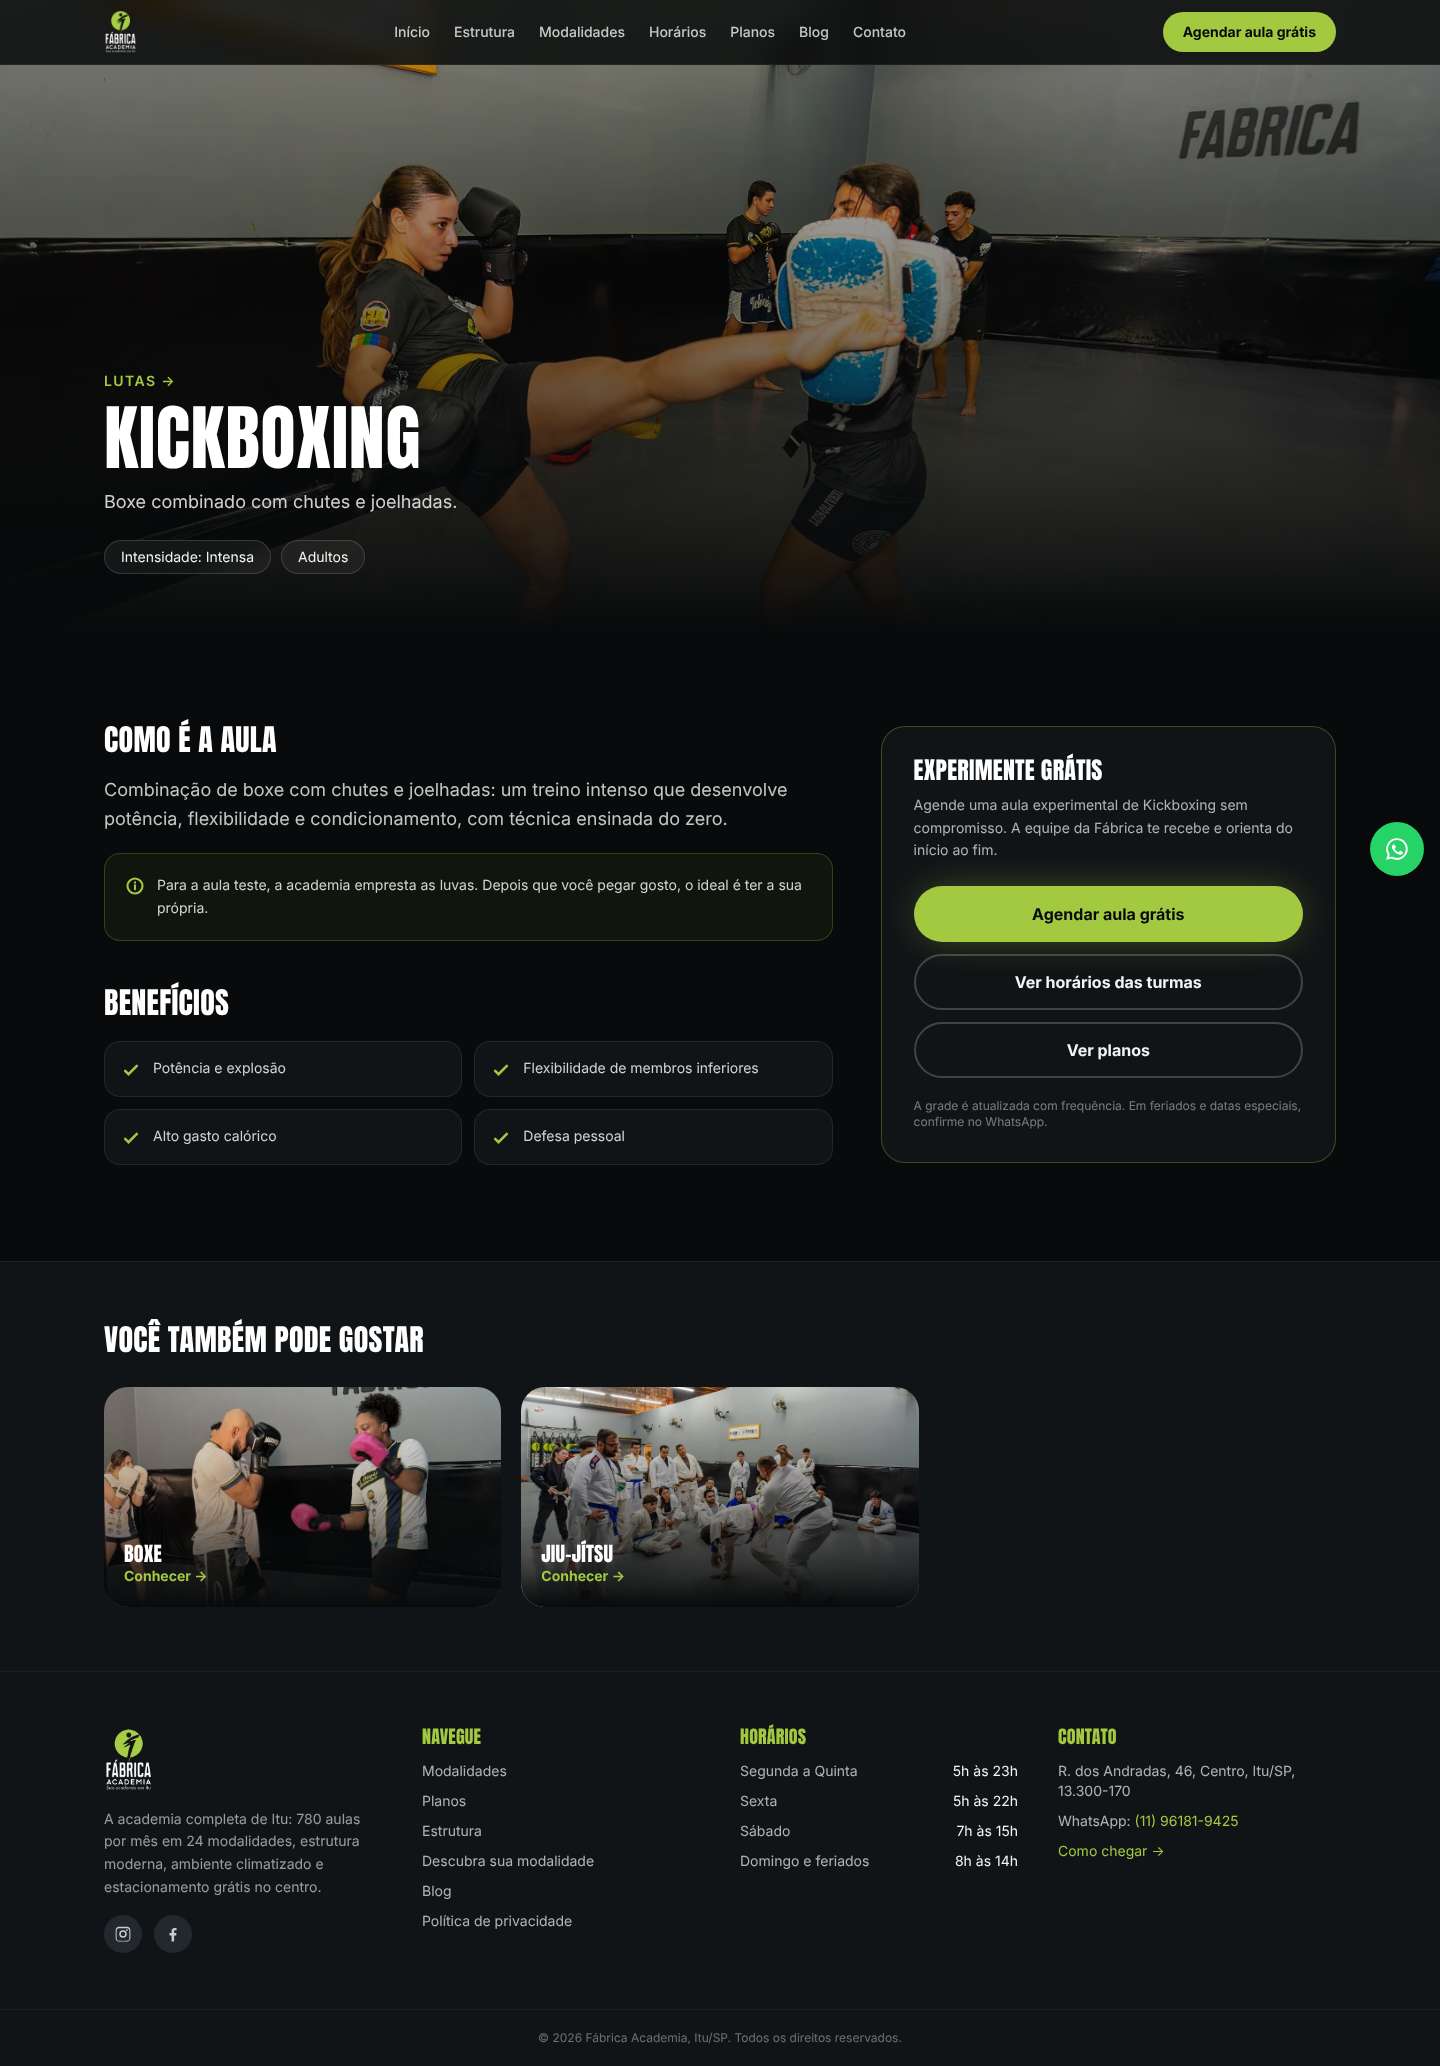 FÁBRICA
ACADEMIA
Início
Estrutura
Modalidades
Horários
Planos
Blog
Contato
Agendar aula grátis
FABRICA
LUTAS →
KICKBOXING
Boxe combinado com chutes e joelhadas.
Intensidade: Intensa
Adultos
COMO É A AULA
Combinação de boxe com chutes e joelhadas: um treino intenso que desenvolve
potência, flexibilidade e condicionamento, com técnica ensinada do zero.
Para a aula teste, a academia empresta as luvas. Depois que você pegar gosto, o ideal é ter a sua
própria.
BENEFÍCIOS
Potência e explosão
Flexibilidade de membros inferiores
Alto gasto calórico
Defesa pessoal
EXPERIMENTE GRÁTIS
Agende uma aula experimental de Kickboxing sem
compromisso. A equipe da Fábrica te recebe e orienta do
início ao fim.
Agendar aula grátis
Ver horários das turmas
Ver planos
A grade é atualizada com frequência. Em feriados e datas especiais,
confirme no WhatsApp.
VOCÊ TAMBÉM PODE GOSTAR
BOXE
Conhecer →
JIU-JÍTSU
Conhecer →
FÁBRICA
ACADEMIA
A academia completa de Itu: 780 aulas
por mês em 24 modalidades, estrutura
moderna, ambiente climatizado e
estacionamento grátis no centro.
NAVEGUE
Modalidades
Planos
Estrutura
Descubra sua modalidade
Blog
Política de privacidade
HORÁRIOS
Segunda a Quinta 5h às 23h
Sexta 5h às 22h
Sábado 7h às 15h
Domingo e feriados 8h às 14h
CONTATO
R. dos Andradas, 46, Centro, Itu/SP,
13.300-170
WhatsApp: (11) 96181-9425
Como chegar →
© 2026 Fábrica Academia, Itu/SP. Todos os direitos reservados.